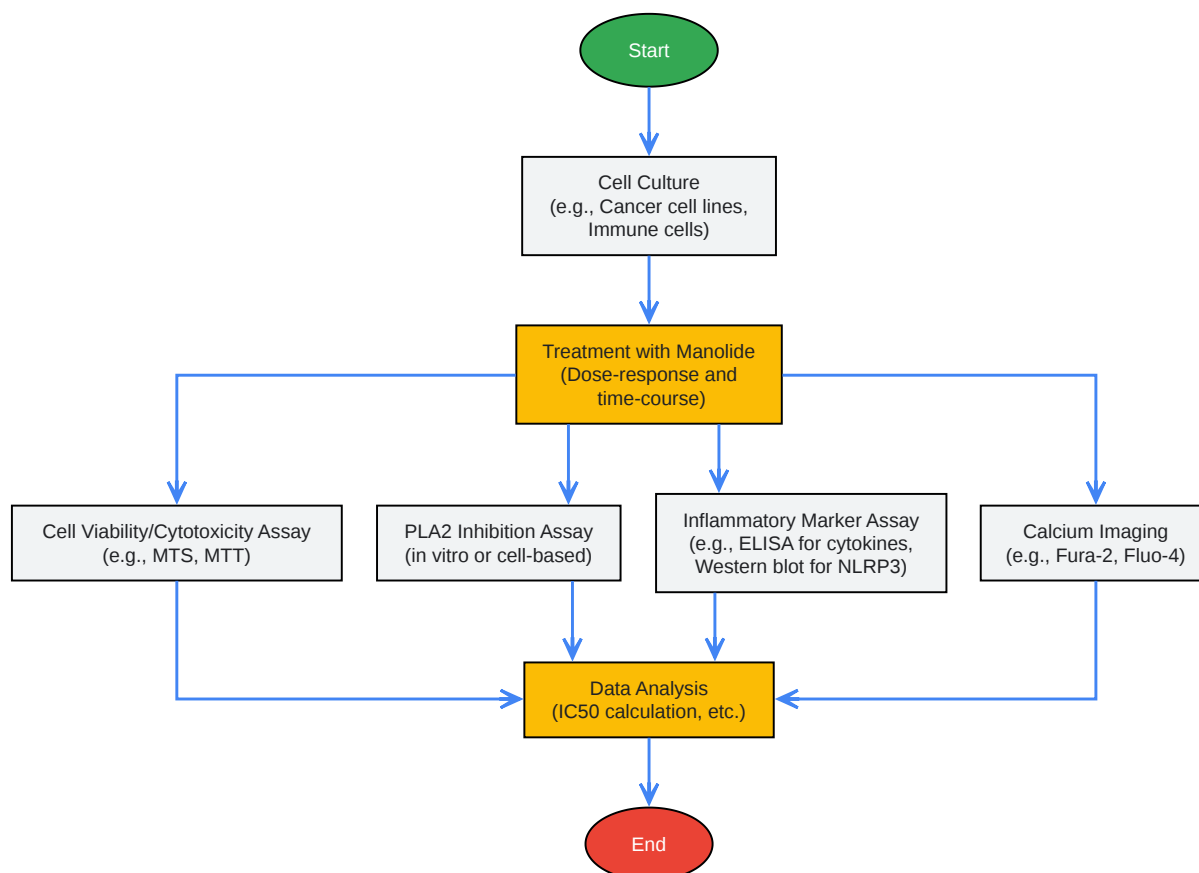 Start
Cell Culture
(e.g., Cancer cell lines,
Immune cells)
Treatment with Manolide
(Dose-response and
time-course)
Cell Viability/Cytotoxicity Assay
(e.g., MTS, MTT)
PLA2 Inhibition Assay
(in vitro or cell-based)
Inflammatory Marker Assay
(e.g., ELISA for cytokines,
Western blot for NLRP3)
Calcium Imaging
(e.g., Fura-2, Fluo-4)
Data Analysis
(IC50 calculation, etc.)
End